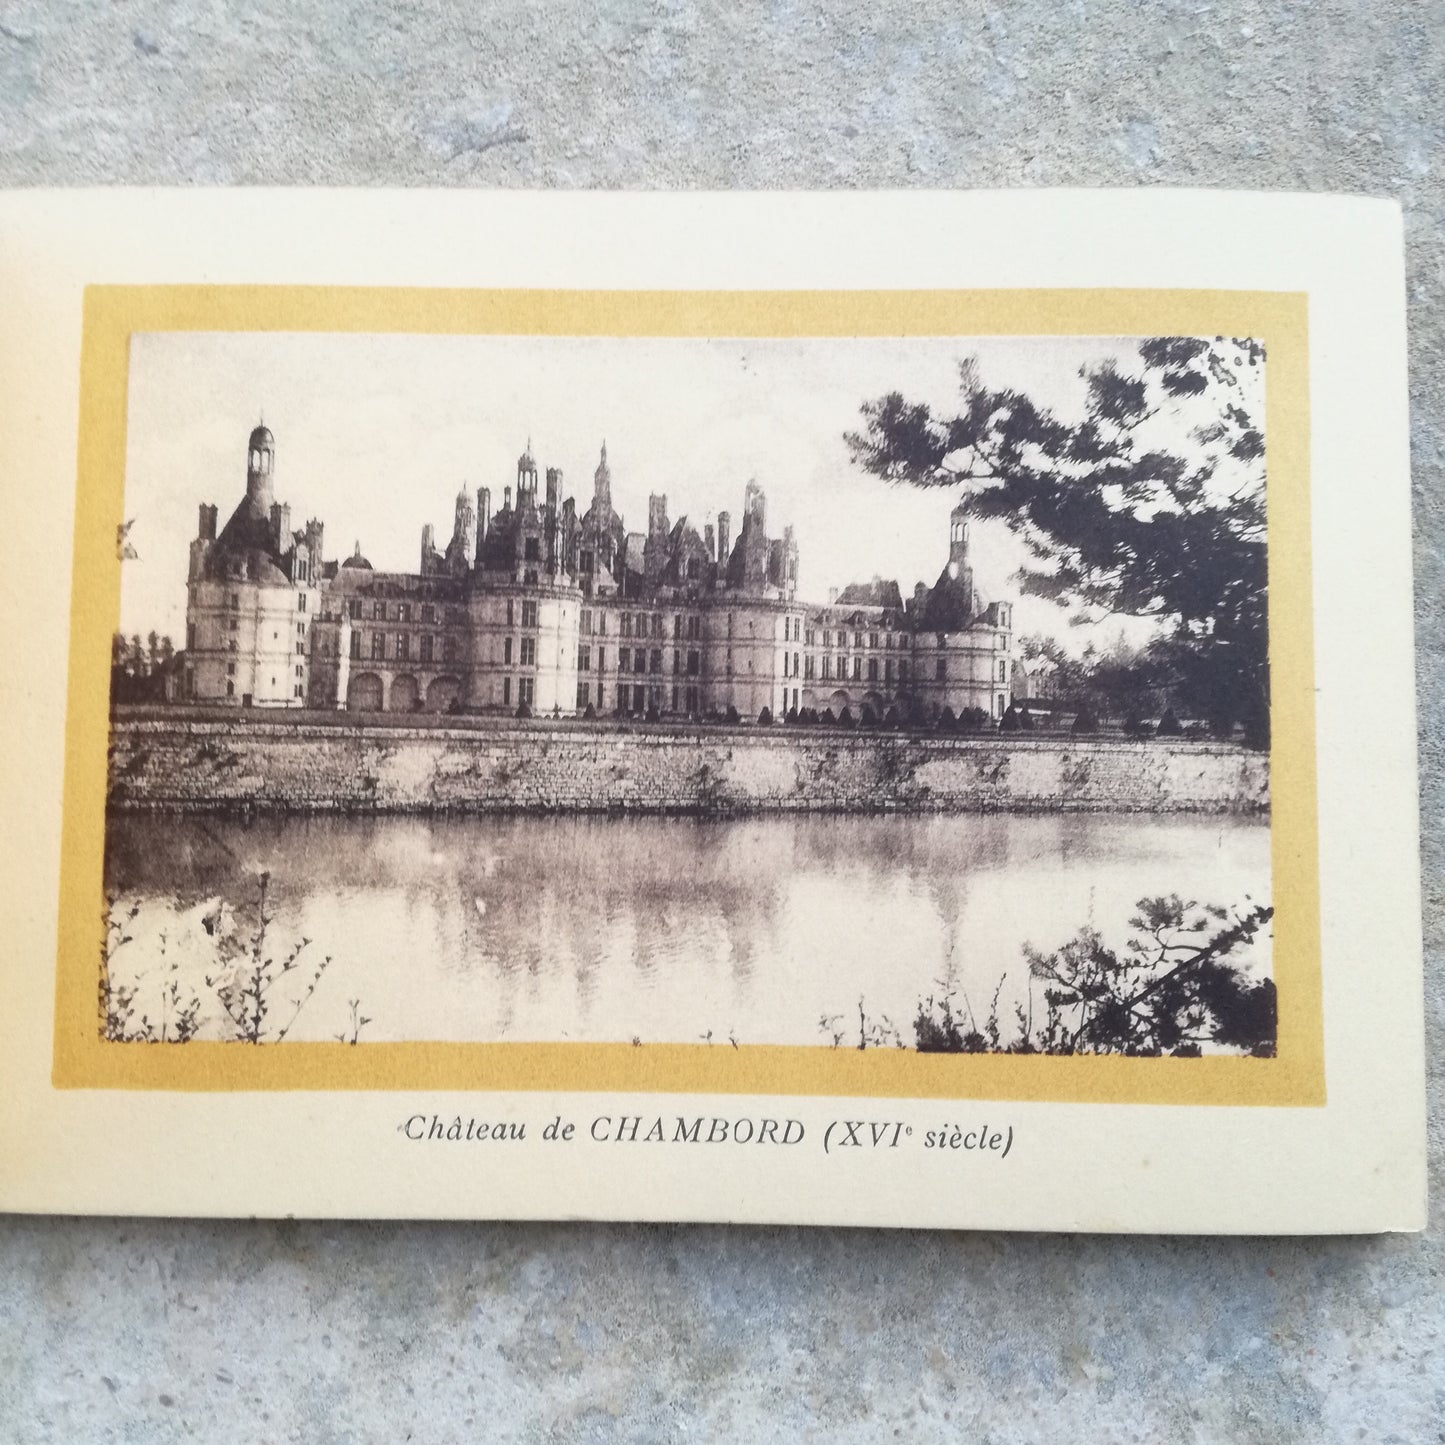 Château de CHAMBORD (XVIᵉ siècle)